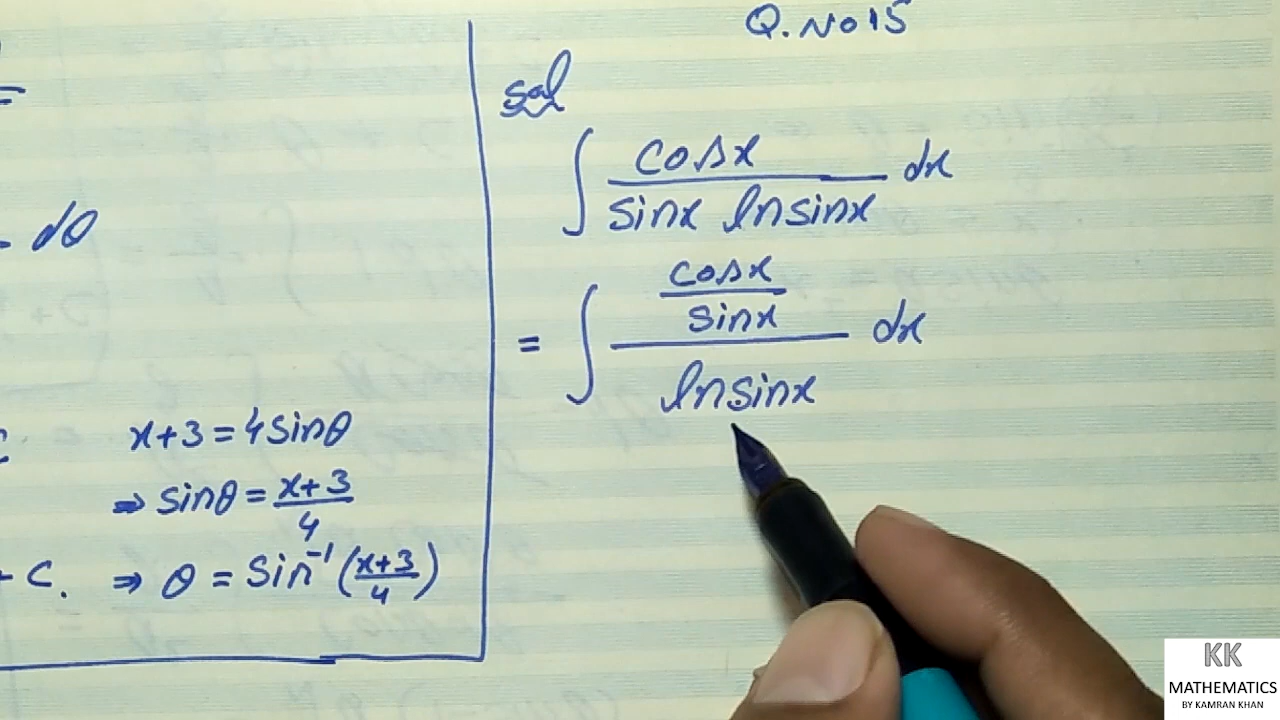 Q. No 15
sol
∫ cosx / (sinx lnsinx) dx
= ∫ (cosx / sinx) / lnsinx dx
- dθ
x+3 = 4sinθ
⇒ sinθ = (x+3)/4
+ C. ⇒ θ = Sin⁻¹((x+3)/4)
KK
MATHEMATICS
BY KAMRAN KHAN